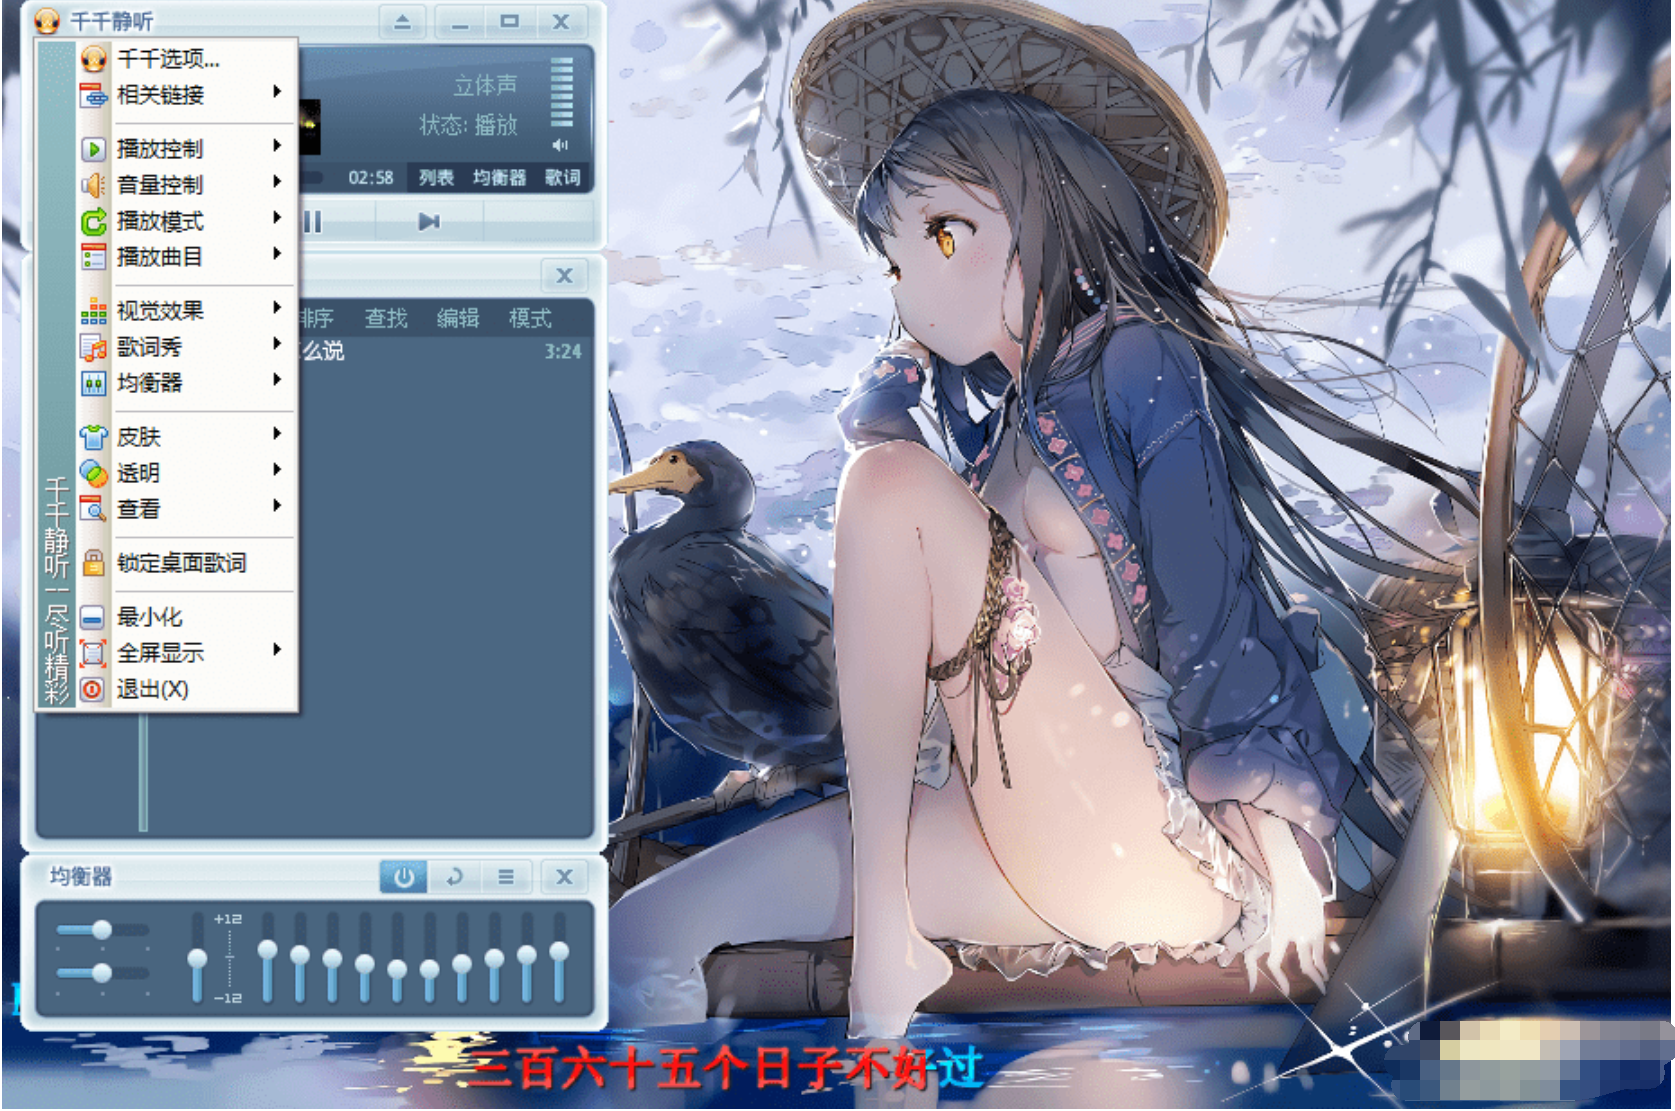 千千静听
千千选项...
相关链接
播放控制
音量控制
播放模式
播放曲目
视觉效果
歌词秀
均衡器
皮肤
透明
查看
锁定桌面歌词
最小化
全屏显示
退出(X)
千千静听--尽听精彩
立体声
状态: 播放
02:58 列表 均衡器 歌词
排序 查找 编辑 模式
么说 3:24
均衡器
+12
-12
三百六十五个日子不好过